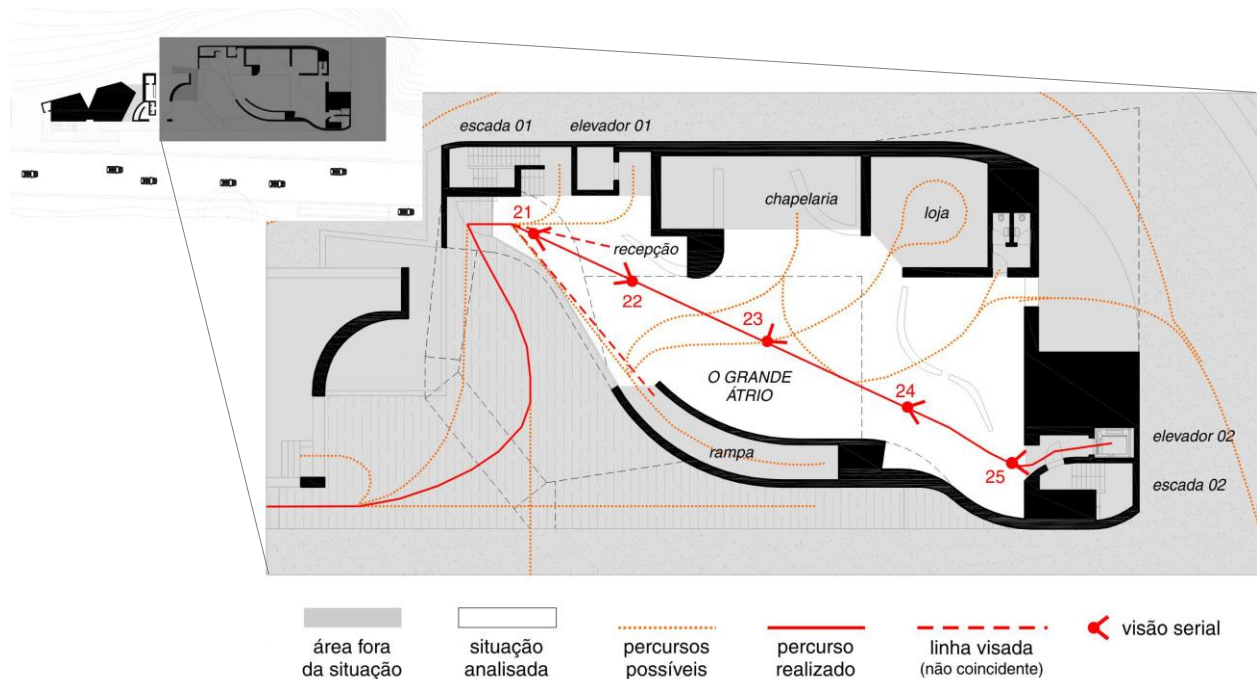 escada 01
elevador 01
chapelaria
loja
21
recepção
22
23
O GRANDE
ÁTRIO
24
rampa
25
elevador 02
escada 02
área fora
da situação
situação
analisada
percursos
possíveis
percurso
realizado
linha visada
(não coincidente)
visão serial